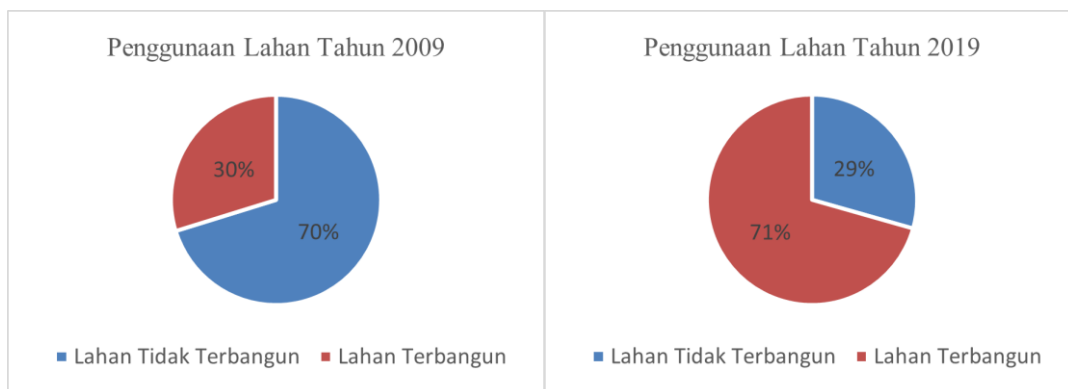 Penggunaan Lahan Tahun 2009
30%
70%
Lahan Tidak Terbangun
Lahan Terbangun
Penggunaan Lahan Tahun 2019
29%
71%
Lahan Tidak Terbangun
Lahan Terbangun